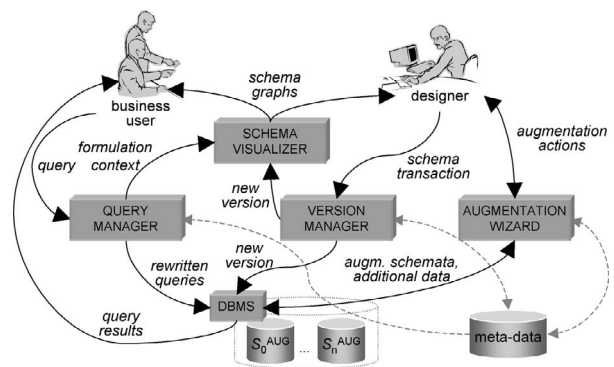 schema
graphs
business
user
designer
SCHEMA
VISUALIZER
augmentation
actions
formulation
context
query
schema
transaction
new
version
QUERY
MANAGER
VERSION
MANAGER
AUGMENTATION
WIZARD
rewritten
queries
new
version
augm. schemata,
additional data
DBMS
query
results
S0AUG ... SnAUG
meta-data